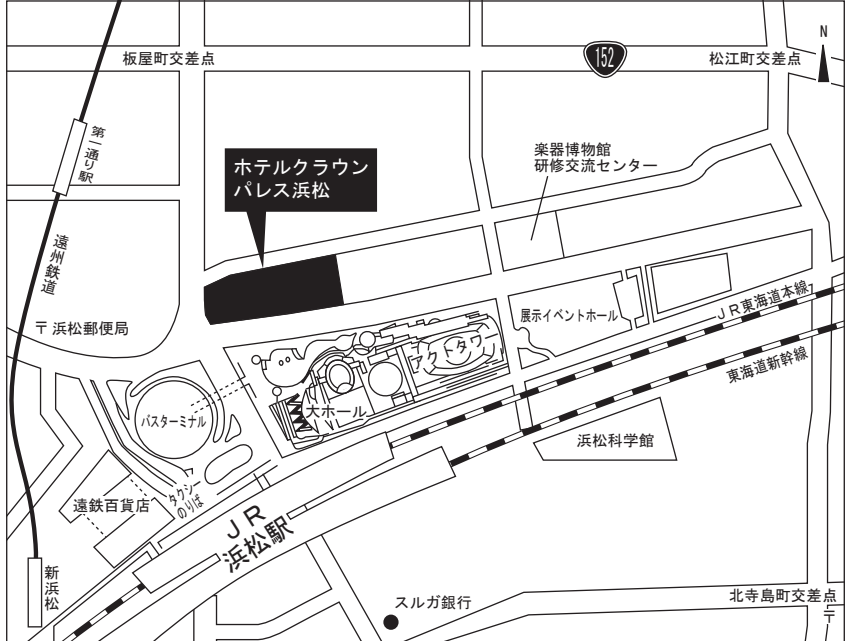 N
板屋町交差点
152
松江町交差点
第一通り駅
ホテルクラウン
パレス浜松
楽器博物館
研修交流センター
遠州鉄道
〒浜松郵便局
展示イベントホール
JR東海道本線
東海道新幹線
アクトタワー
大ホール
バスターミナル
浜松科学館
遠鉄百貨店
タクシー
のりば
JR
浜松駅
新浜松
スルガ銀行
北寺島町交差点
〒